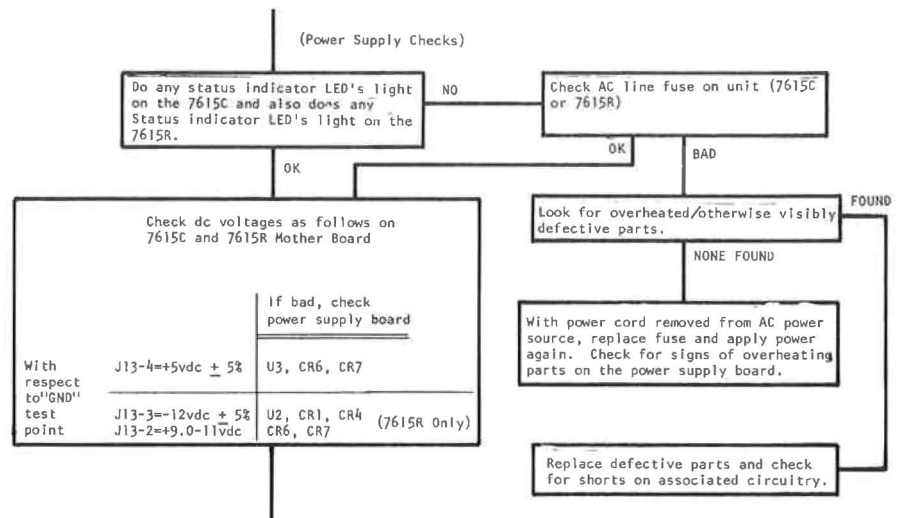 (Power Supply Checks)
Do any status indicator LED's light
on the 7615C and also does any
Status indicator LED's light on the
7615R.
NO
Check AC line fuse on unit (7615C
or 7615R)
OK
OK
BAD
Check dc voltages as follows on
7615C and 7615R Mother Board
If bad, check
power supply board
With
respect
to"GND"
test
point
J13-4=+5vdc ± 5% U3, CR6, CR7
J13-3=-12vdc ± 5% U2, CR1, CR4 (7615R Only)
J13-2=+9.0-11vdc CR6, CR7
Look for overheated/otherwise visibly
defective parts.
FOUND
NONE FOUND
With power cord removed from AC power
source, replace fuse and apply power
again. Check for signs of overheating
parts on the power supply board.
Replace defective parts and check
for shorts on associated circuitry.